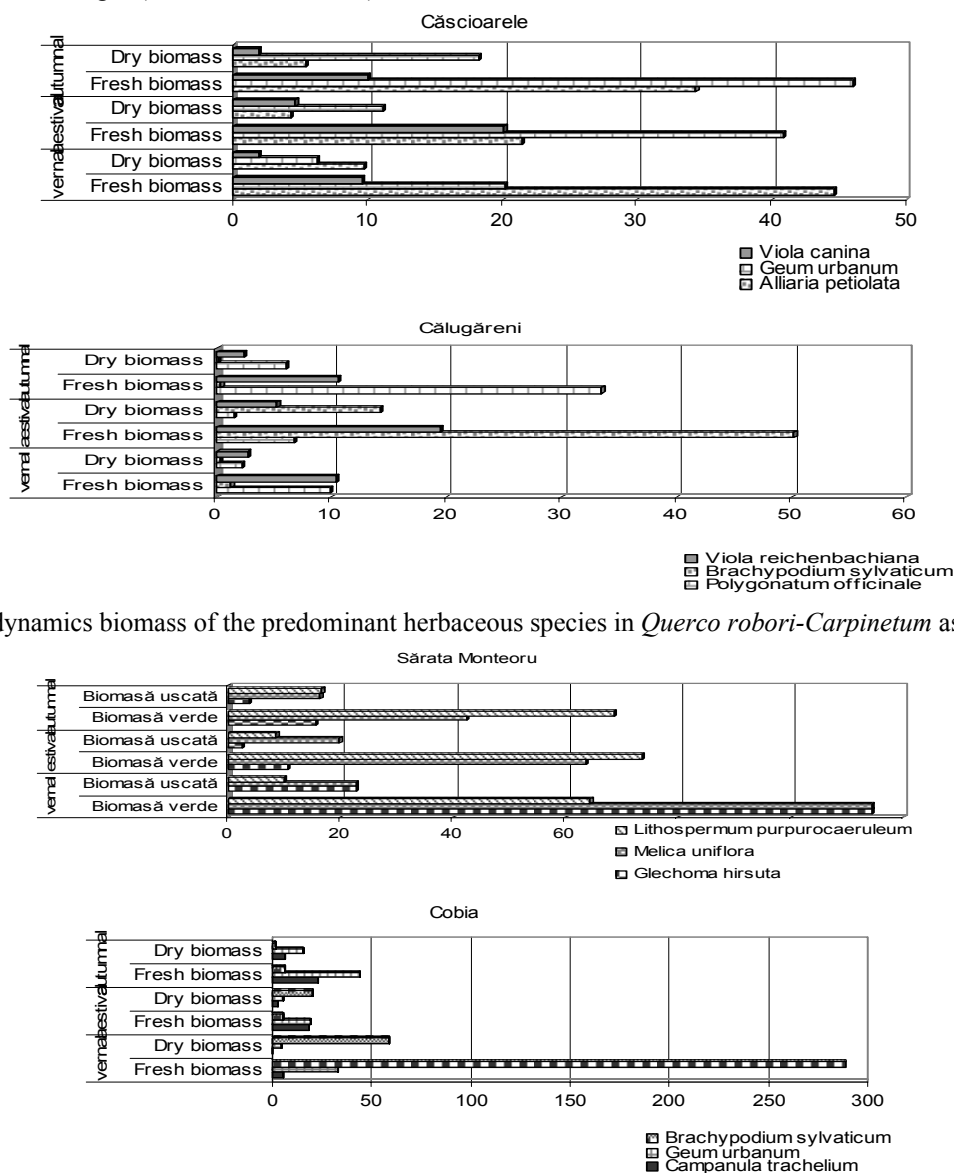 Căscioarele
autumnal
Dry biomass
Fresh biomass
aestival
Dry biomass
Fresh biomass
vernal
Dry biomass
Fresh biomass
0 10 20 30 40 50
Viola canina
Geum urbanum
Alliaria petiolata
Călugăreni
autumnal
Dry biomass
Fresh biomass
aestival
Dry biomass
Fresh biomass
vernal
Dry biomass
Fresh biomass
0 10 20 30 40 50 60
Viola reichenbachiana
Brachypodium sylvaticum
Polygonatum officinale
dynamics biomass of the predominant herbaceous species in Querco robori-Carpinetum as
Sărata Monteoru
autumnal
Biomasă uscată
Biomasă verde
estival
Biomasă uscată
Biomasă verde
vernal
Biomasă uscată
Biomasă verde
0 20 40 60
Lithospermum purpurocaeruleum
Melica uniflora
Glechoma hirsuta
Cobia
autumnal
Dry biomass
Fresh biomass
aestival
Dry biomass
Fresh biomass
vernal
Dry biomass
Fresh biomass
0 50 100 150 200 250 300
Brachypodium sylvaticum
Geum urbanum
Campanula trachelium